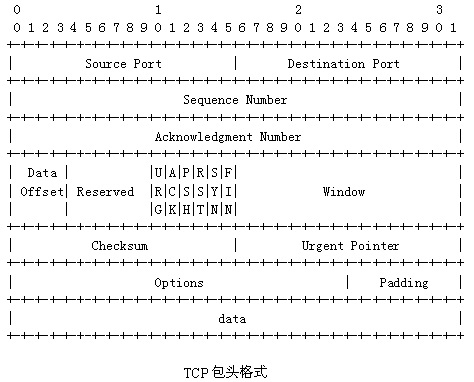 0                   1                   2                   3
0 1 2 3 4 5 6 7 8 9 0 1 2 3 4 5 6 7 8 9 0 1 2 3 4 5 6 7 8 9 0 1
+-+-+-+-+-+-+-+-+-+-+-+-+-+-+-+-+-+-+-+-+-+-+-+-+-+-+-+-+-+-+-+-+
| Source Port | Destination Port |
+-+-+-+-+-+-+-+-+-+-+-+-+-+-+-+-+-+-+-+-+-+-+-+-+-+-+-+-+-+-+-+-+
| Sequence Number |
+-+-+-+-+-+-+-+-+-+-+-+-+-+-+-+-+-+-+-+-+-+-+-+-+-+-+-+-+-+-+-+-+
| Acknowledgment Number |
+-+-+-+-+-+-+-+-+-+-+-+-+-+-+-+-+-+-+-+-+-+-+-+-+-+-+-+-+-+-+-+-+
| Data | |U|A|P|R|S|F| |
| Offset| Reserved |R|C|S|S|Y|I| Window |
| | |G|K|H|T|N|N| |
+-+-+-+-+-+-+-+-+-+-+-+-+-+-+-+-+-+-+-+-+-+-+-+-+-+-+-+-+-+-+-+-+
| Checksum | Urgent Pointer |
+-+-+-+-+-+-+-+-+-+-+-+-+-+-+-+-+-+-+-+-+-+-+-+-+-+-+-+-+-+-+-+-+
| Options | Padding |
+-+-+-+-+-+-+-+-+-+-+-+-+-+-+-+-+-+-+-+-+-+-+-+-+-+-+-+-+-+-+-+-+
| data |
+-+-+-+-+-+-+-+-+-+-+-+-+-+-+-+-+-+-+-+-+-+-+-+-+-+-+-+-+-+-+-+-+
TCP包头格式